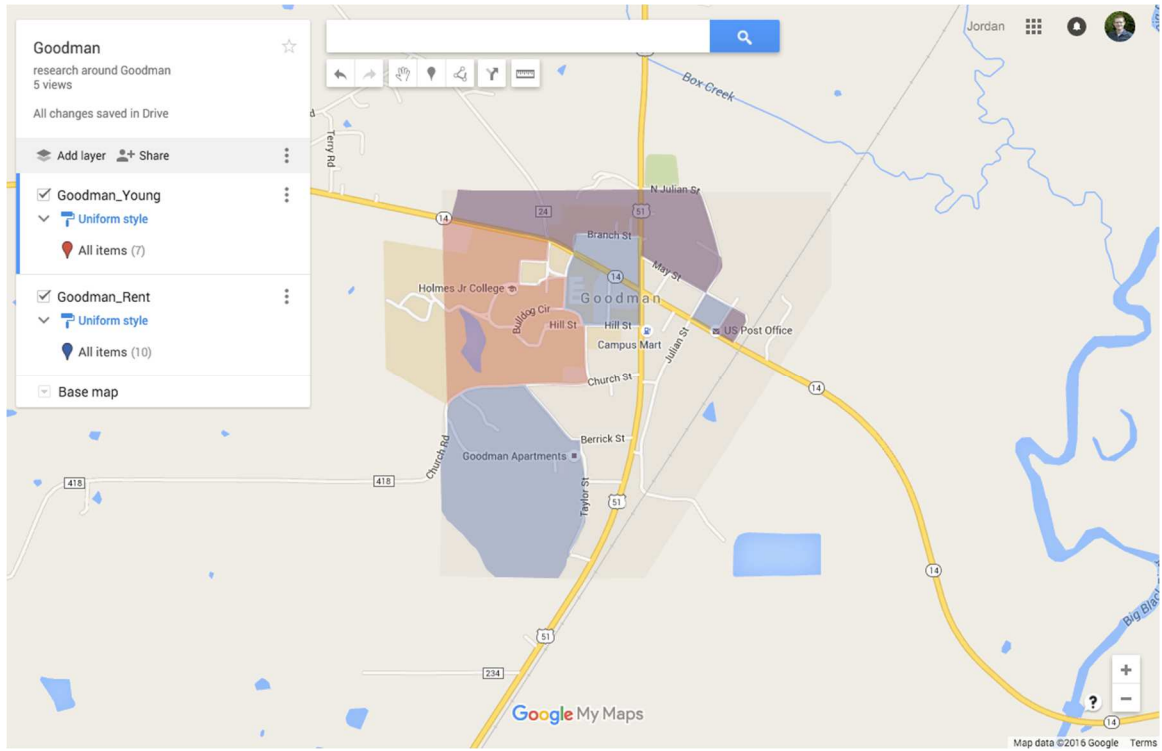 Goodman
research around Goodman
5 views
All changes saved in Drive
Add layer Share
Goodman_Young
Uniform style
All items (7)
Goodman_Rent
Uniform style
All items (10)
Base map
Jordan
Box Creek
Terry Rd
N Julian St
14
24
51
Branch St
May St
14
Holmes Jr College
Goodman
Bulldog Cir
Hill St
Hill St
US Post Office
Campus Mart
Julian St
Church St
14
Berrick St
Church Rd
Goodman Apartments
418
418
Taylor St
51
14
51
234
Google My Maps
+
?
−
14
Map data ©2016 Google Terms